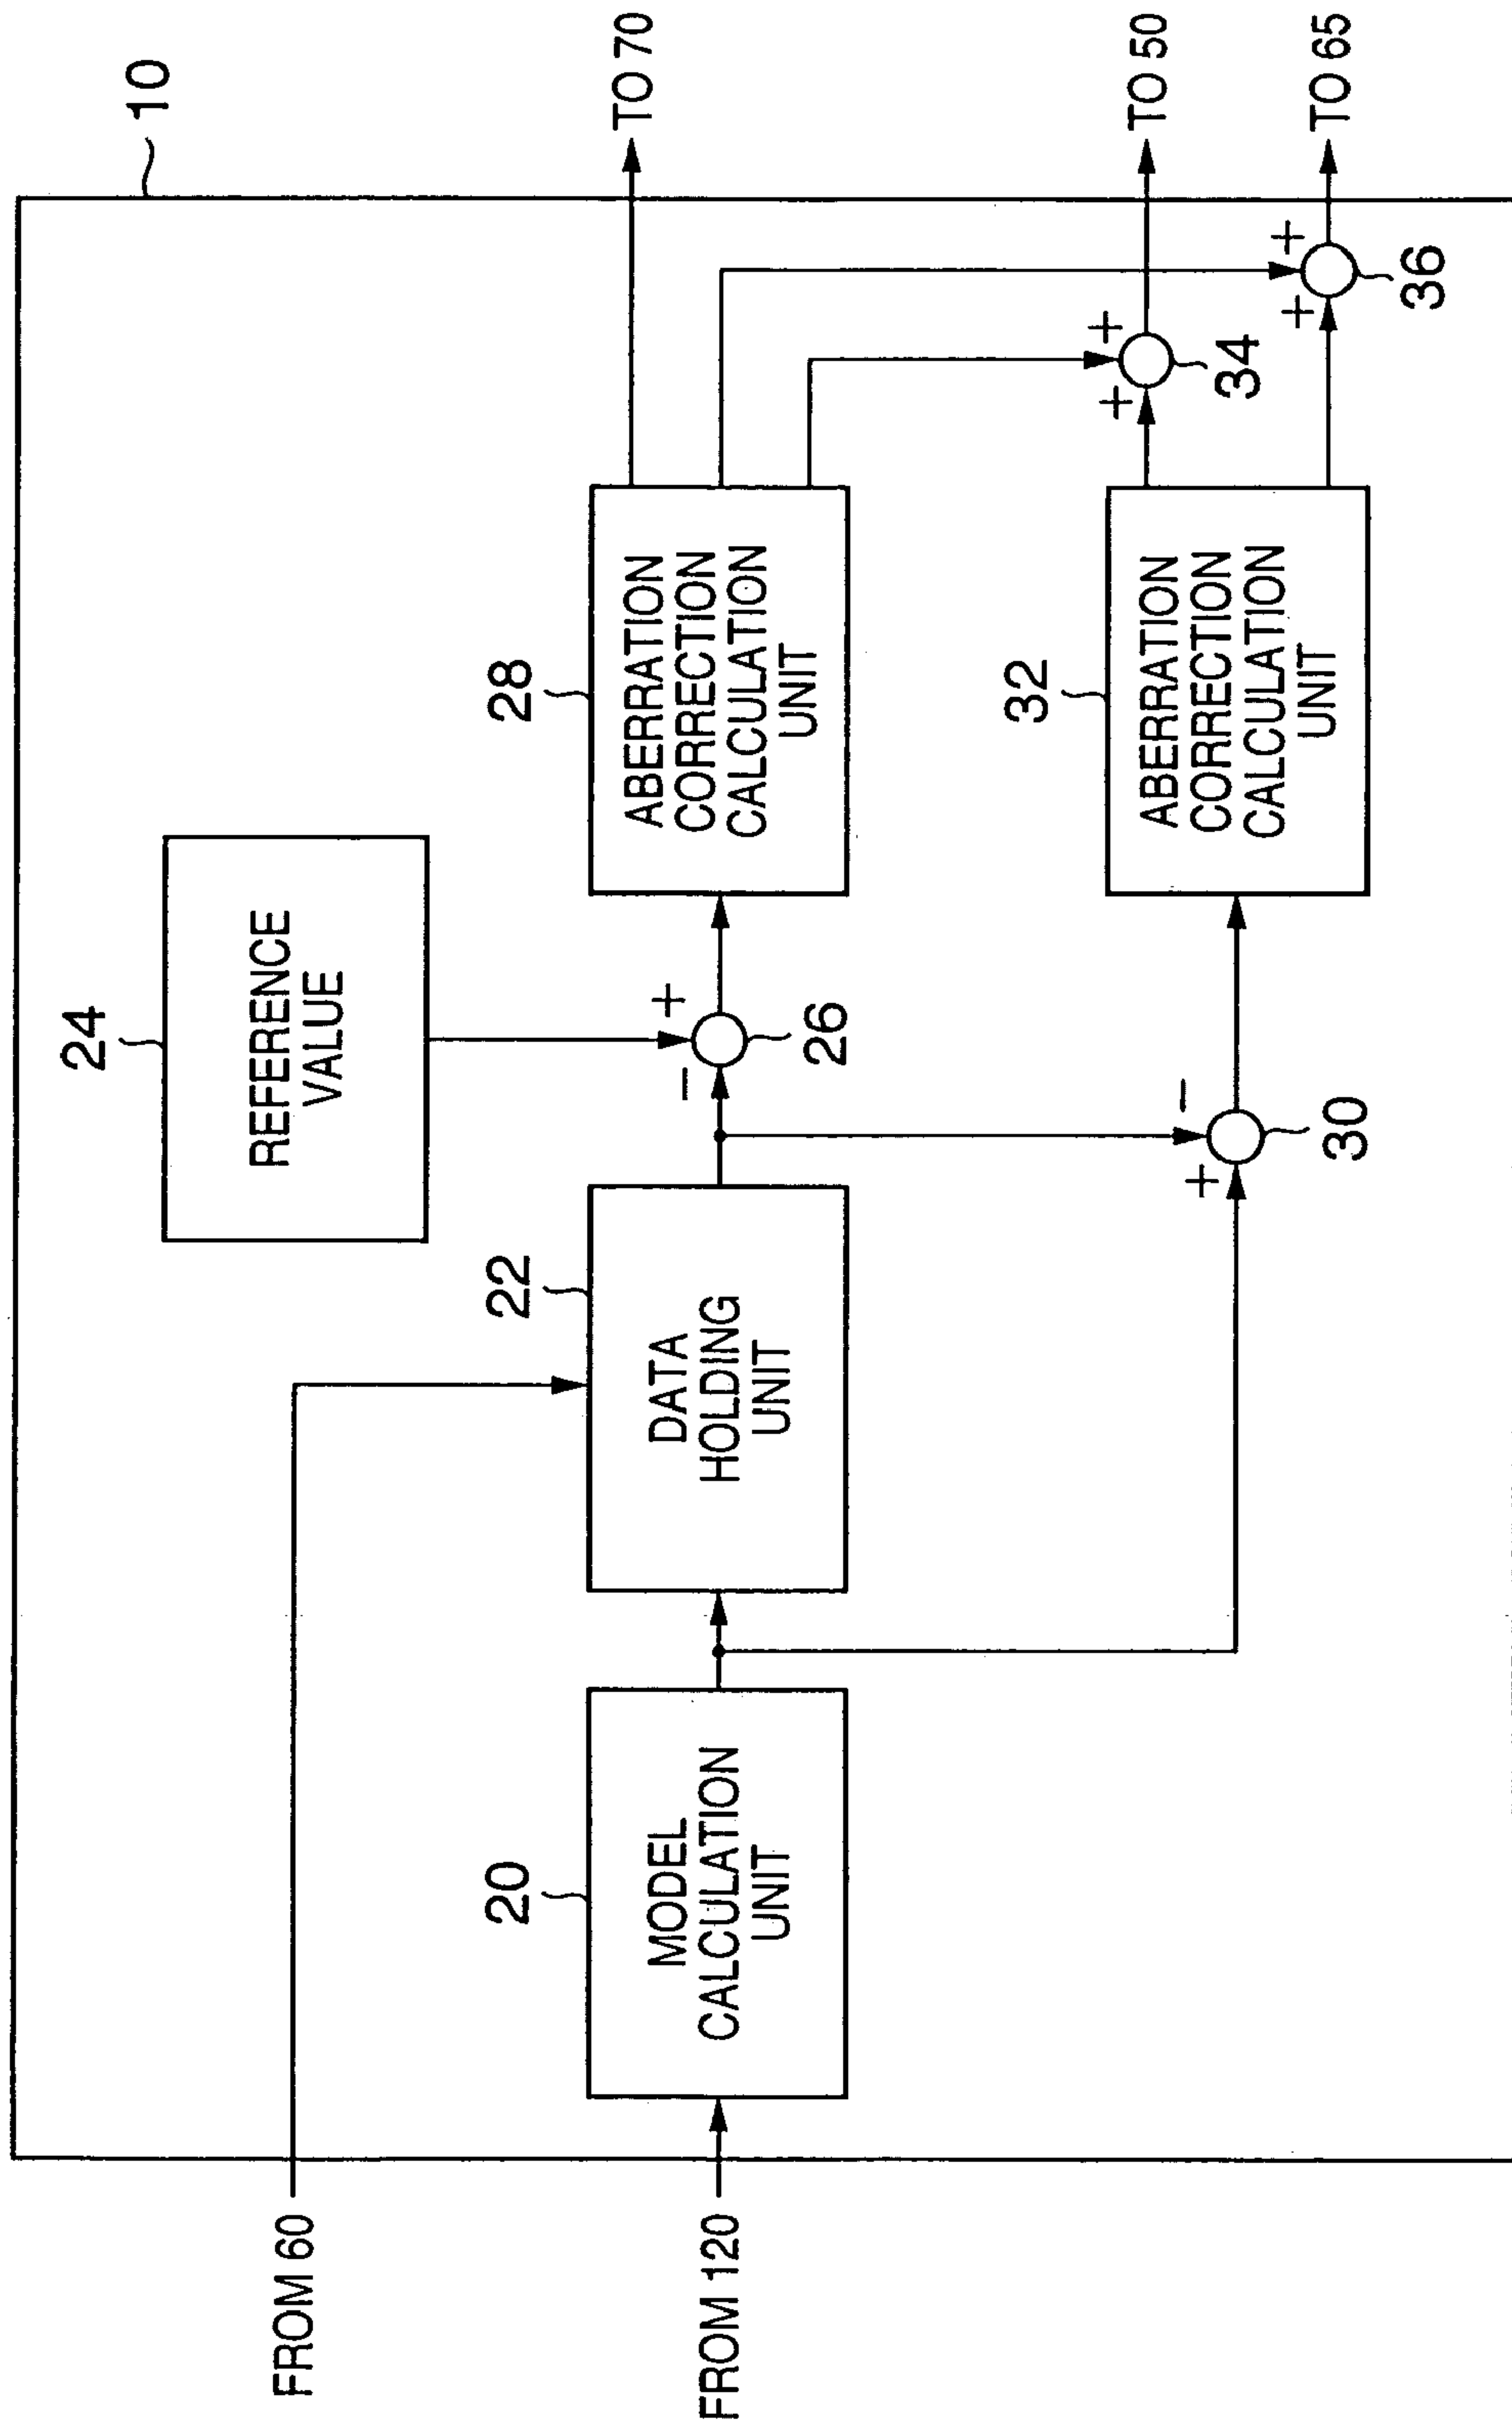 10
24
REFERENCE
VALUE
FROM 60
TO 70
20
MODEL
CALCULATION
UNIT
22
DATA
HOLDING
UNIT
−
+
26
28
ABERRATION
CORRECTION
CALCULATION
UNIT
FROM 120
+
−
30
32
ABERRATION
CORRECTION
CALCULATION
UNIT
+
+
34
TO 50
+
+
36
TO 65